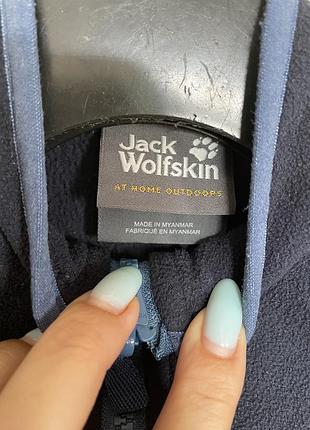 Jack
Wolfskin
AT HOME OUTDOORS
MADE IN MYANMAR
FABRIQUÉ EN MYANMAR